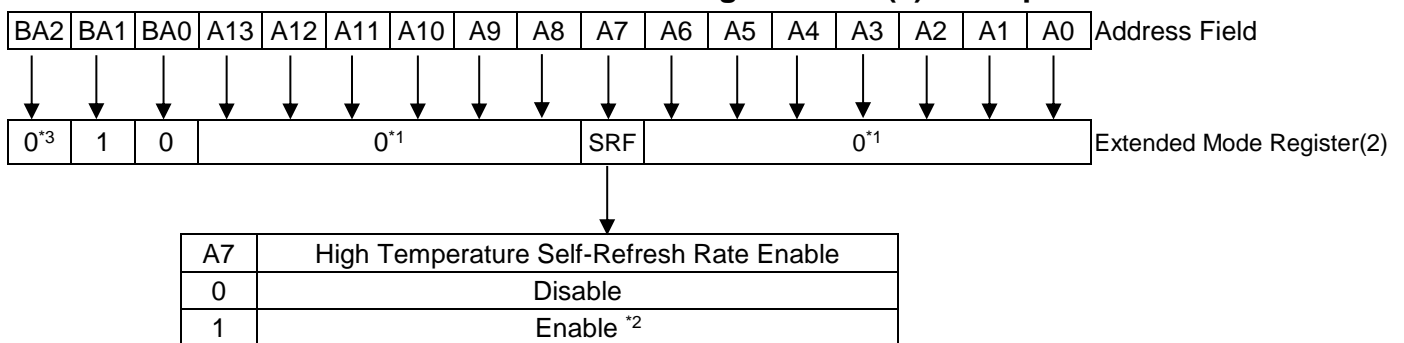 BA2 BA1 BA0 A13 A12 A11 A10 A9 A8 A7 A6 A5 A4 A3 A2 A1 A0 Address Field
0*3 1 0 0*1 SRF 0*1 Extended Mode Register(2)
A7 High Temperature Self-Refresh Rate Enable
0 Disable
1 Enable *2